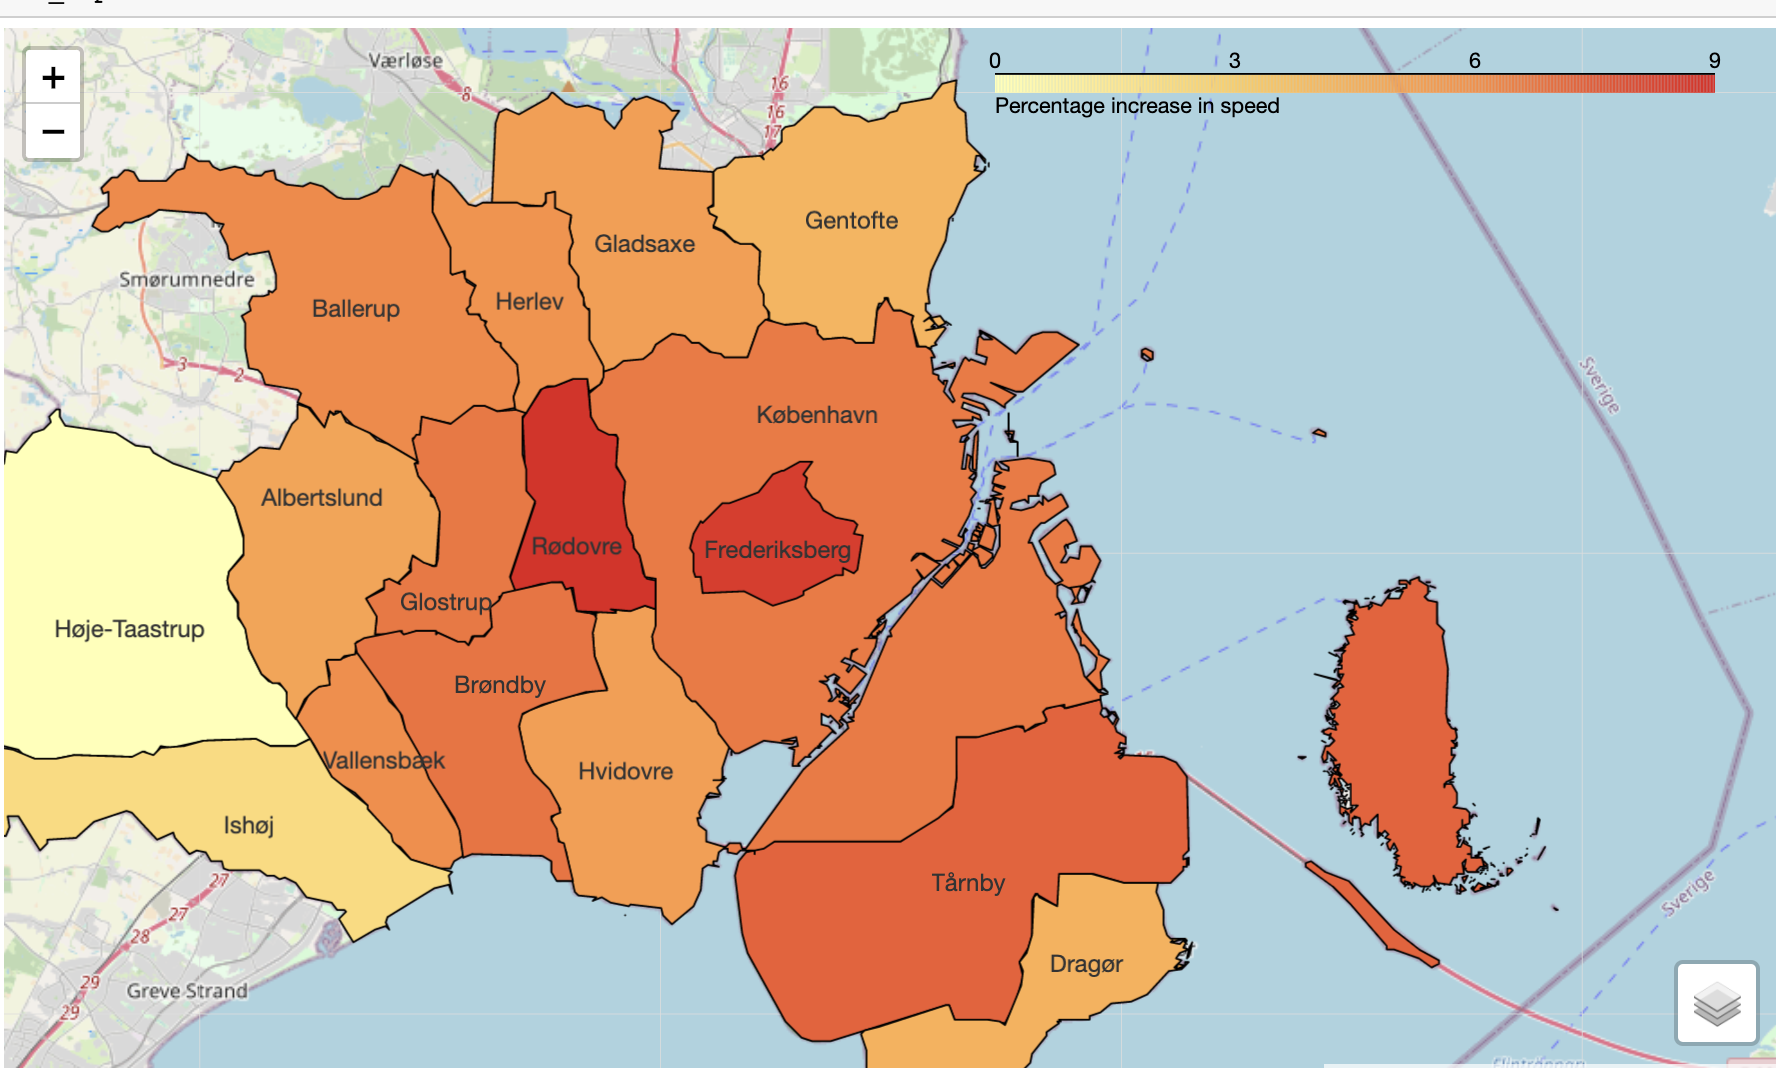 +
−
0 3 6 9
Percentage increase in speed
Værløse
8
16
16
17
Gentofte
Gladsaxe
Smørumnedre
Ballerup
Herlev
3
2
Sverige
København
Albertslund
Rødovre
Frederiksberg
Glostrup
Høje-Taastrup
Brøndby
Vallensbæk
Hvidovre
Ishøj
Tårnby
Sverige
27
27
28
29
29
Dragør
Greve Strand